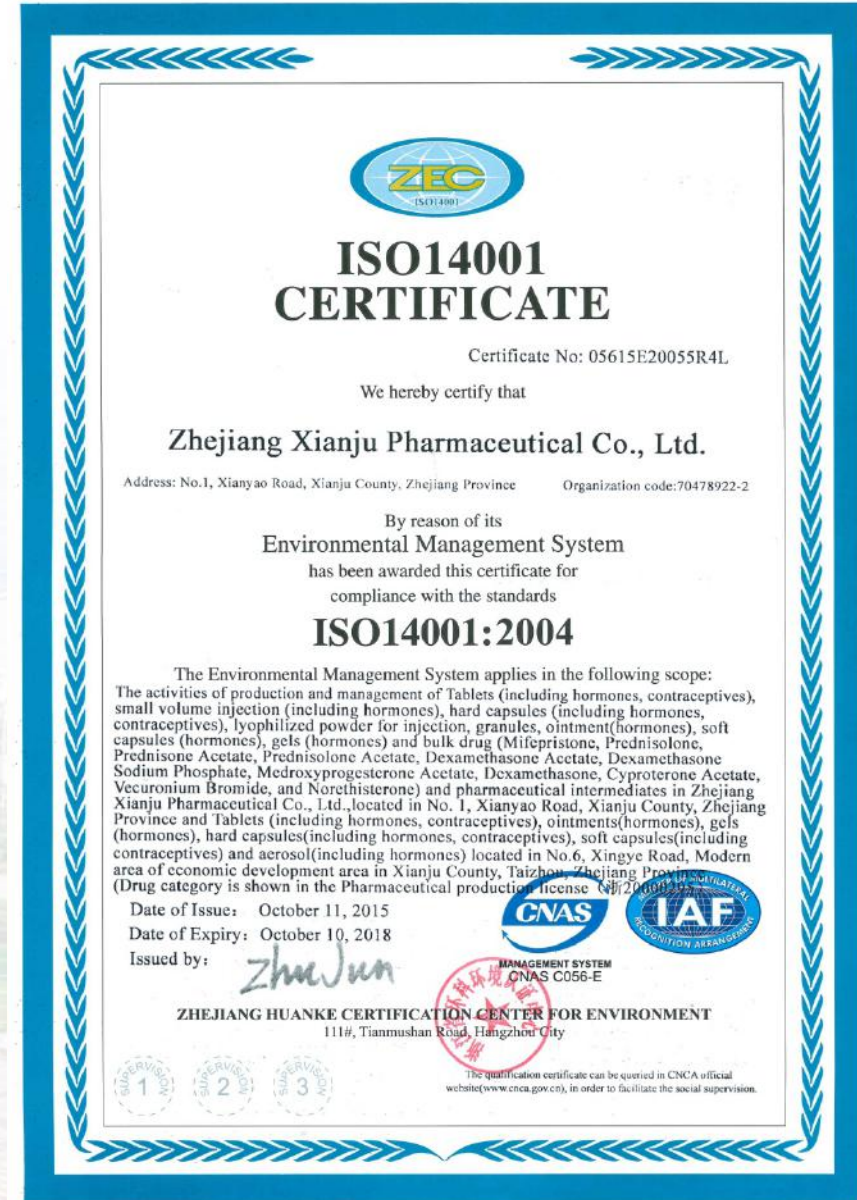 ZEC
ISO14001
ISO14001
CERTIFICATE
Certificate No: 05615E20055R4L
We hereby certify that
Zhejiang Xianju Pharmaceutical Co., Ltd.
Address: No.1, Xianyao Road, Xianju County, Zhejiang Province Organization code:70478922-2
By reason of its
Environmental Management System
has been awarded this certificate for
compliance with the standards
ISO14001:2004
The Environmental Management System applies in the following scope:
The activities of production and management of Tablets (including hormones, contraceptives),
small volume injection (including hormones), hard capsules (including hormones,
contraceptives), lyophilized powder for injection, granules, ointment(hormones), soft
capsules (hormones), gels (hormones) and bulk drug (Mifepristone, Prednisolone,
Prednisone Acetate, Prednisolone Acetate, Dexamethasone Acetate, Dexamethasone
Sodium Phosphate, Medroxyprogesterone Acetate, Dexamethasone, Cyproterone Acetate,
Vecuronium Bromide, and Norethisterone) and pharmaceutical intermediates in Zhejiang
Xianju Pharmaceutical Co., Ltd.,located in No. 1, Xianyao Road, Xianju County, Zhejiang
Province and Tablets (including hormones, contraceptives), ointments(hormones), gels
(hormones), hard capsules(including hormones, contraceptives), soft capsules(including
contraceptives) and aerosol(including hormones) located in No.6, Xingye Road, Modern
area of economic development area in Xianju County, Taizhou, Zhejiang Province
(Drug category is shown in the Pharmaceutical production license
Date of Issue: October 11, 2015
Date of Expiry: October 10, 2018
Issued by: Zhu Jun
CNAS
MANAGEMENT SYSTEM
CNAS C056-E
IAF
MULTILATERAL
RECOGNITION ARRANGEMENT
ZHEJIANG HUANKE CERTIFICATION CENTER FOR ENVIRONMENT
111#, Tianmushan Road, Hangzhou City
SUPERVISION 1
SUPERVISION 2
SUPERVISION 3
The qualification certificate can be queried in CNCA official
website(www.cnca.gov.cn), in order to facilitate the social supervision.